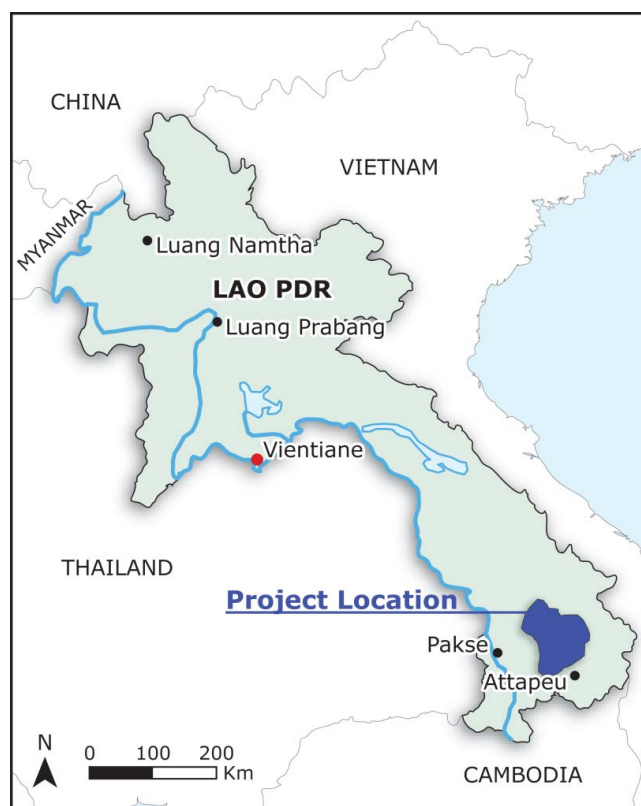 CHINA
VIETNAM
MYANMAR
Luang Namtha
LAO PDR
Luang Prabang
Vientiane
THAILAND
Project Location
Pakse
Attapeu
N
0 100 200
Km
CAMBODIA